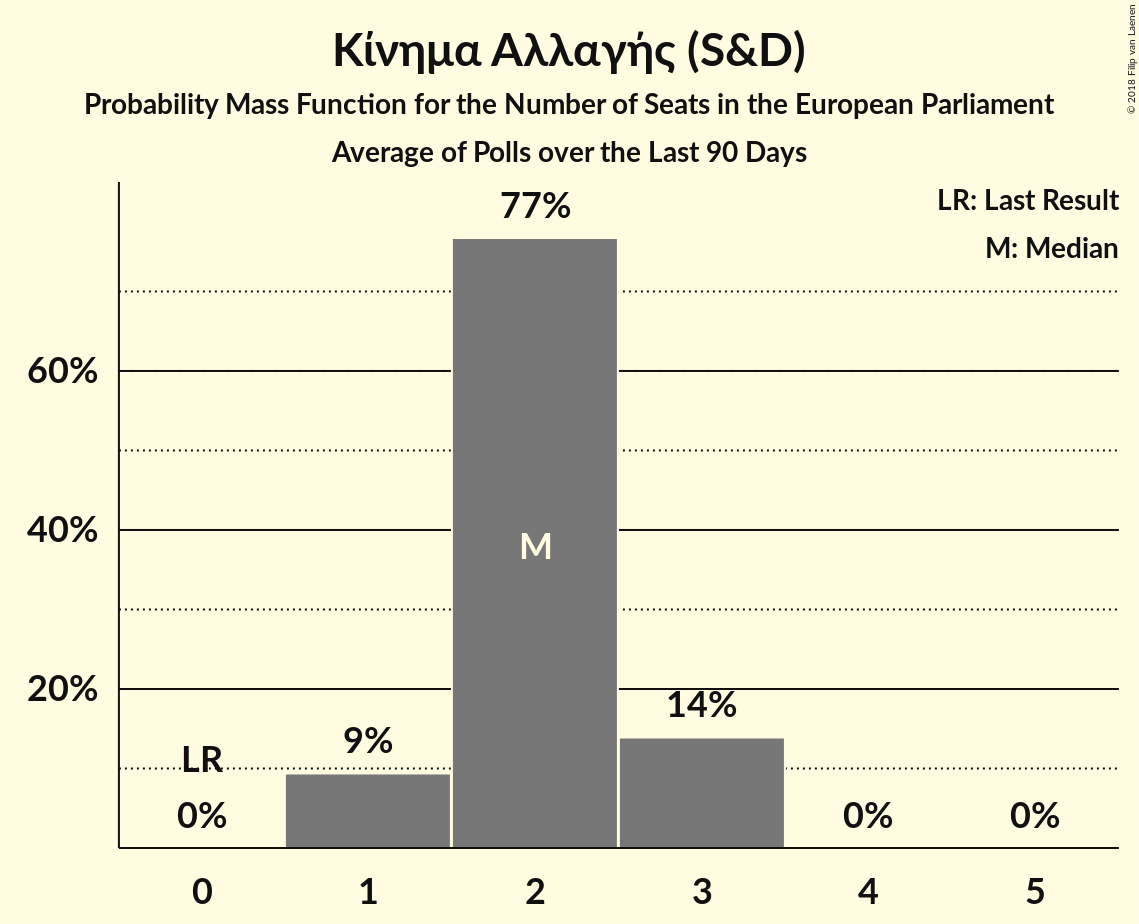 Κίνημα Αλλαγής (S&D)
Probability Mass Function for the Number of Seats in the European Parliament
Average of Polls over the Last 90 Days
© 2018 Filip van Laenen
LR: Last Result
M: Median
77%
60%
40%
20%
M
14%
9%
LR
0%
0%
0%
0 1 2 3 4 5